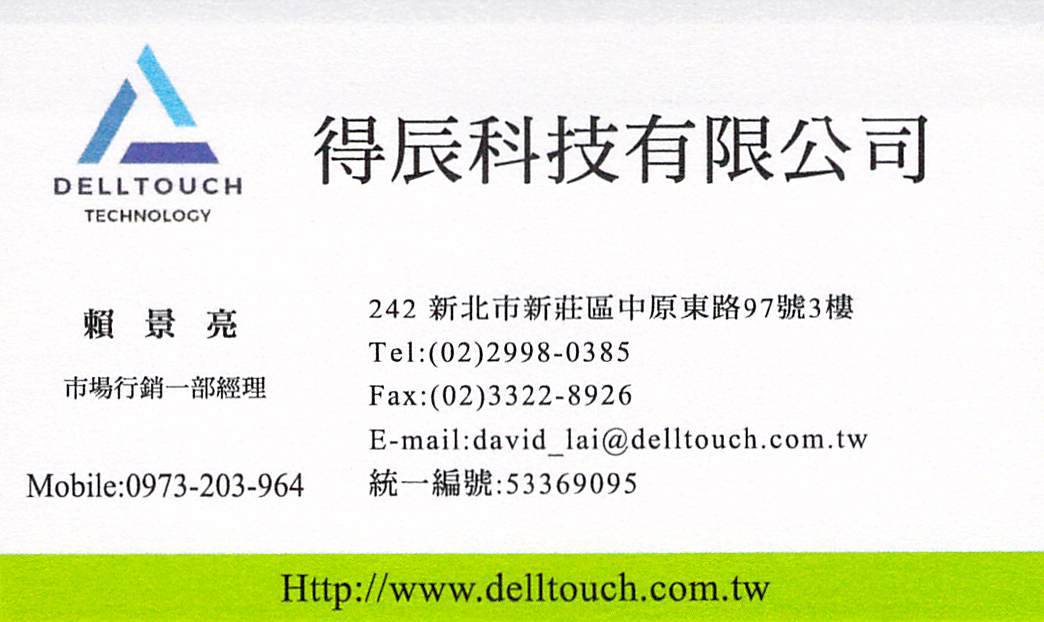 DELLTOUCH
TECHNOLOGY
得辰科技有限公司
賴 景 亮
市場行銷一部經理
Mobile:0973-203-964
242 新北市新莊區中原東路97號3樓
Tel:(02)2998-0385
Fax:(02)3322-8926
E-mail:david_lai@delltouch.com.tw
統一編號:53369095
Http://www.delltouch.com.tw